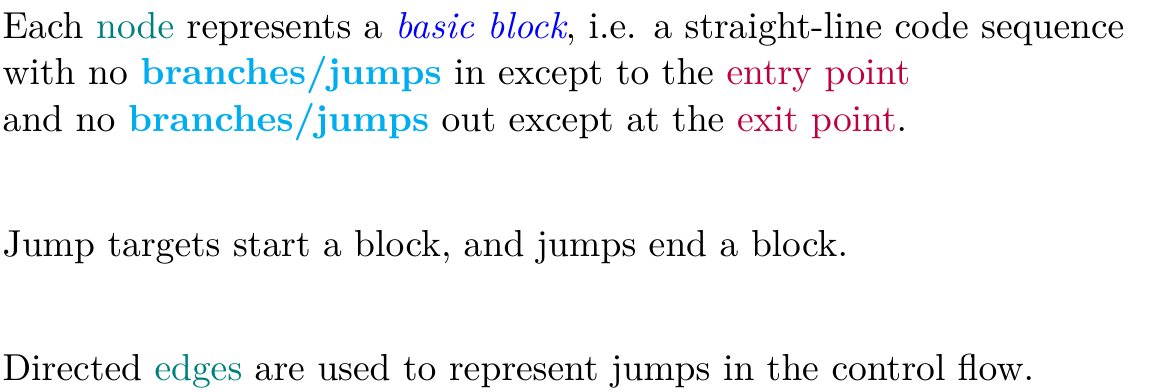 Each node represents a basic block, i.e. a straight-line code sequence
with no branches/jumps in except to the entry point
and no branches/jumps out except at the exit point.
Jump targets start a block, and jumps end a block.
Directed edges are used to represent jumps in the control flow.